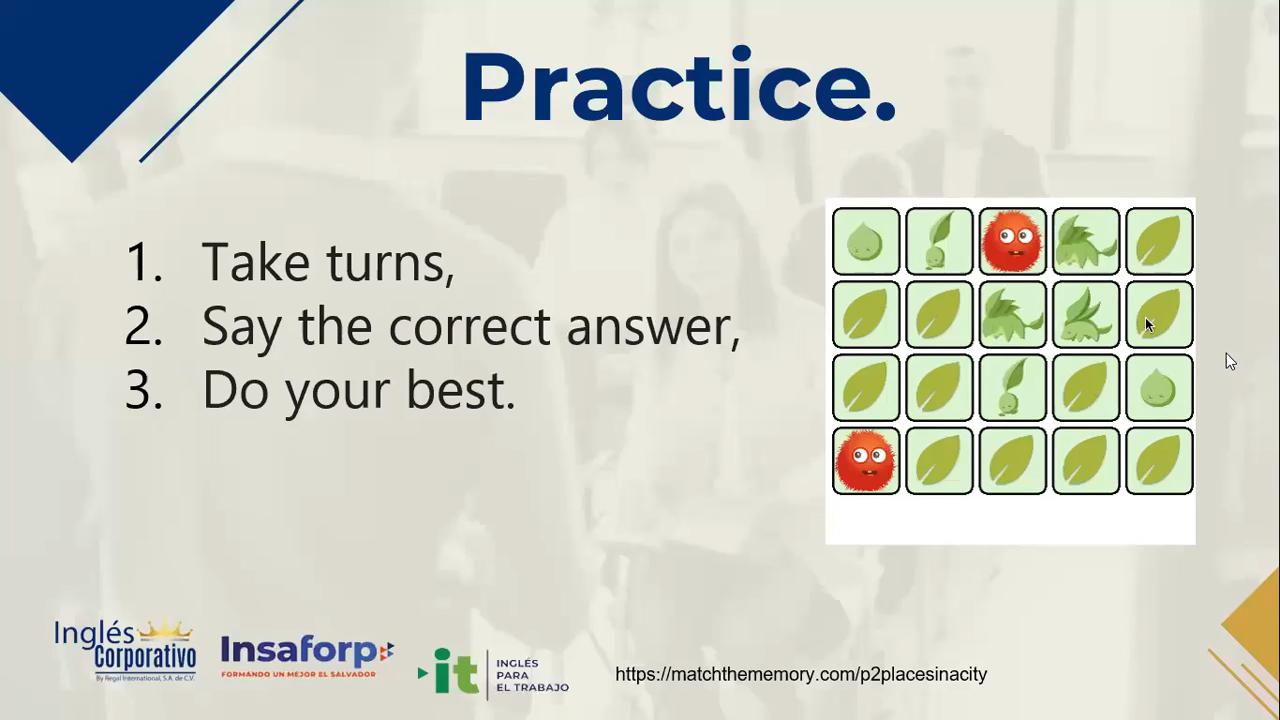 Practice.
1. Take turns,
2. Say the correct answer,
3. Do your best.
Inglés
Corporativo
By Regal International, S.A. de C.V.
Insaforp
FORMANDO UN MEJOR EL SALVADOR
it
INGLÉS
PARA
EL TRABAJO
https://matchthememory.com/p2placesinacity